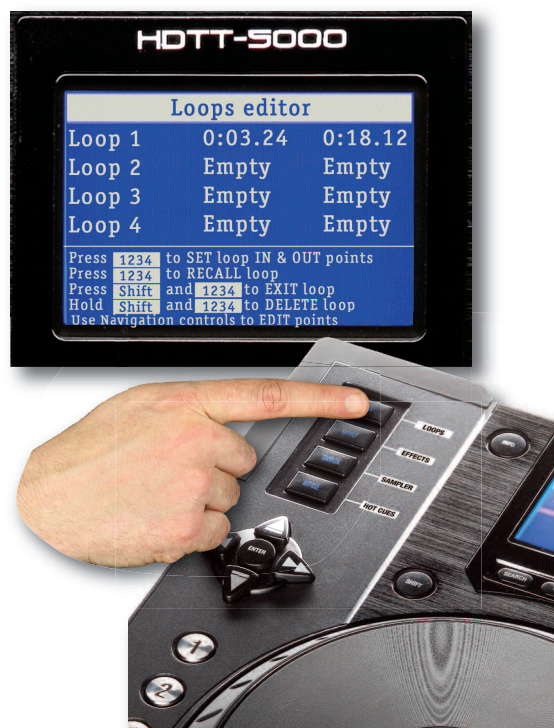 HDTT-5000
Loops editor
Loop 1 0:03.24 0:18.12
Loop 2 Empty Empty
Loop 3 Empty Empty
Loop 4 Empty Empty
Press 1234 to SET loop IN & OUT points
Press 1234 to RECALL loop
Press Shift and 1234 to EXIT loop
Hold Shift and 1234 to DELETE loop
Use Navigation controls to EDIT points
LOOPS
EFFECTS
SAMPLER
HOT CUES
INFO
ENTER
SHIFT
SEARCH
1
2